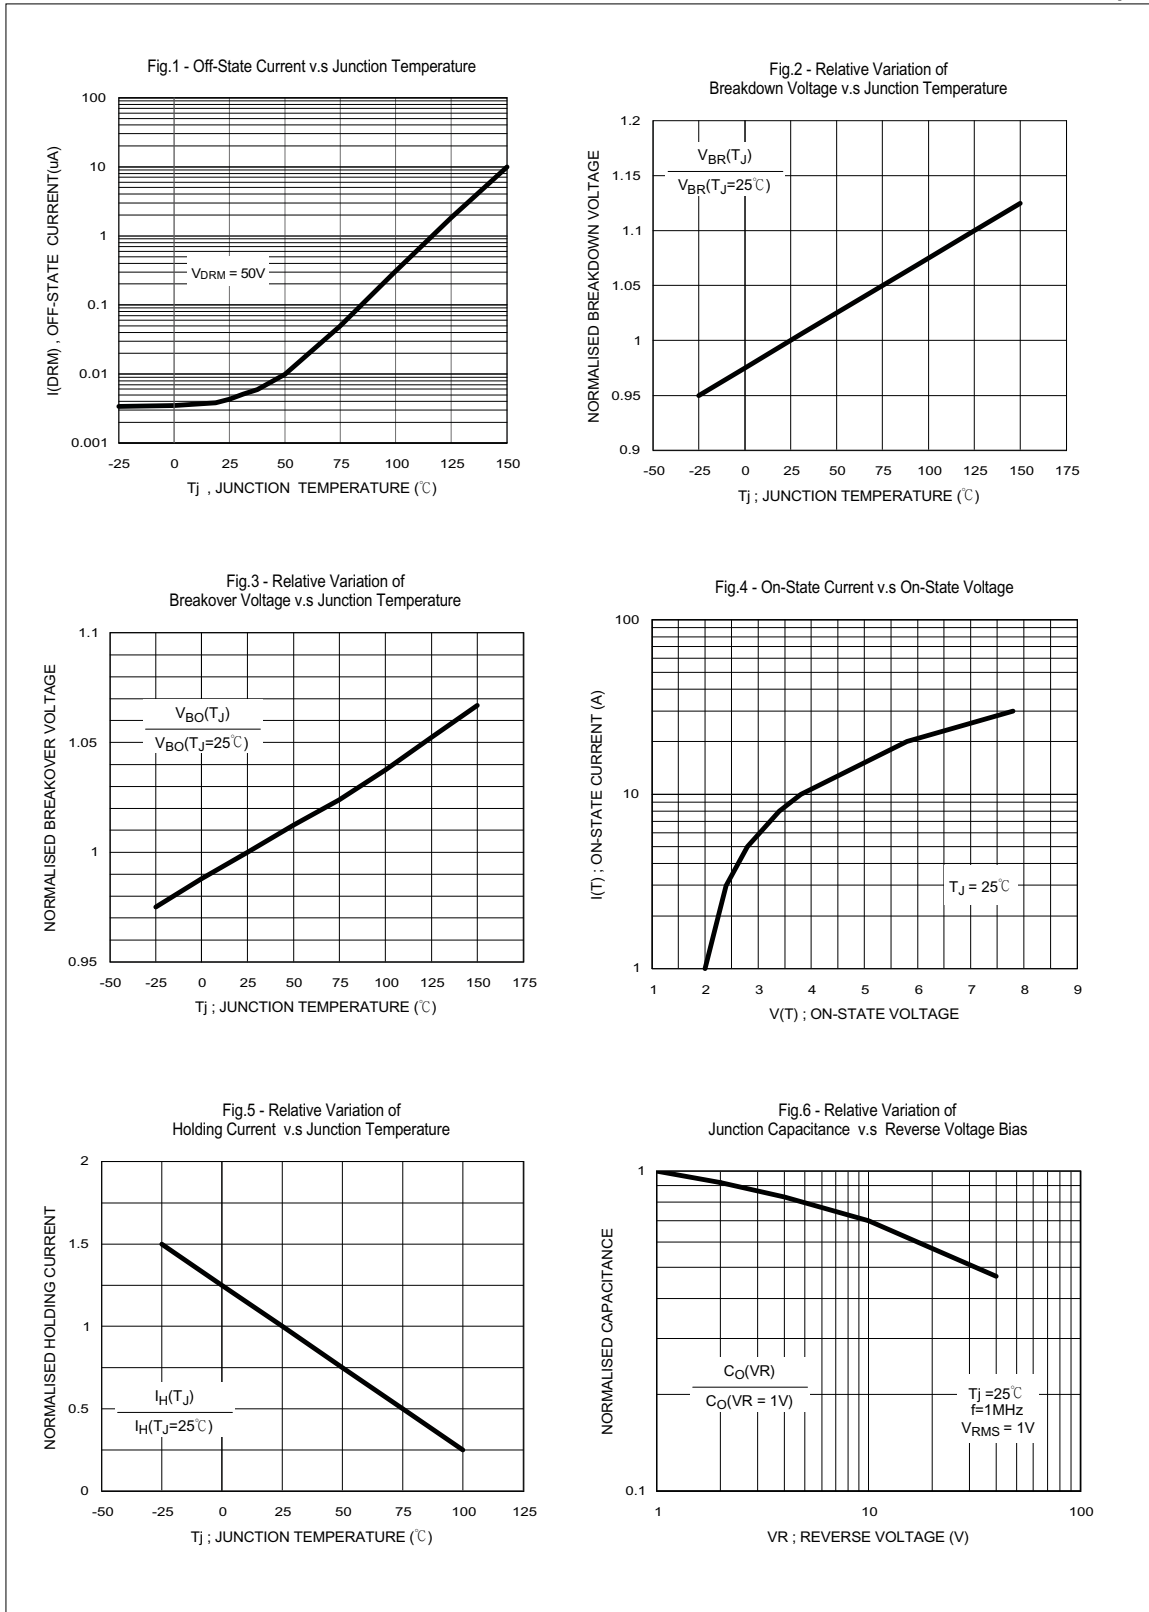 Fig.1 - Off-State Current v.s Junction Temperature
I(DRM) , OFF-STATE CURRENT(uA)
100
10
1
0.1
0.01
0.001
VDRM = 50V
-25 0 25 50 75 100 125 150
Tj , JUNCTION TEMPERATURE (℃)
Fig.2 - Relative Variation of
Breakdown Voltage v.s Junction Temperature
NORMALISED BREAKDOWN VOLTAGE
1.2
1.15
1.1
1.05
1
0.95
0.9
VBR(TJ)
VBR(TJ=25℃)
-50 -25 0 25 50 75 100 125 150 175
Tj ; JUNCTION TEMPERATURE (℃)
Fig.3 - Relative Variation of
Breakover Voltage v.s Junction Temperature
NORMALISED BREAKOVER VOLTAGE
1.1
1.05
1
0.95
VBO(TJ)
VBO(TJ=25℃)
-50 -25 0 25 50 75 100 125 150 175
Tj ; JUNCTION TEMPERATURE (℃)
Fig.4 - On-State Current v.s On-State Voltage
I(T) ; ON-STATE CURRENT (A)
100
10
1
TJ = 25℃
1 2 3 4 5 6 7 8 9
V(T) ; ON-STATE VOLTAGE
Fig.5 - Relative Variation of
Holding Current v.s Junction Temperature
NORMALISED HOLDING CURRENT
2
1.5
1
0.5
0
IH(TJ)
IH(TJ=25℃)
-50 -25 0 25 50 75 100 125
Tj ; JUNCTION TEMPERATURE (℃)
Fig.6 - Relative Variation of
Junction Capacitance v.s Reverse Voltage Bias
NORMALISED CAPACITANCE
1
0.1
CO(VR)
CO(VR = 1V)
Tj =25℃
f=1MHz
VRMS = 1V
1 10 100
VR ; REVERSE VOLTAGE (V)